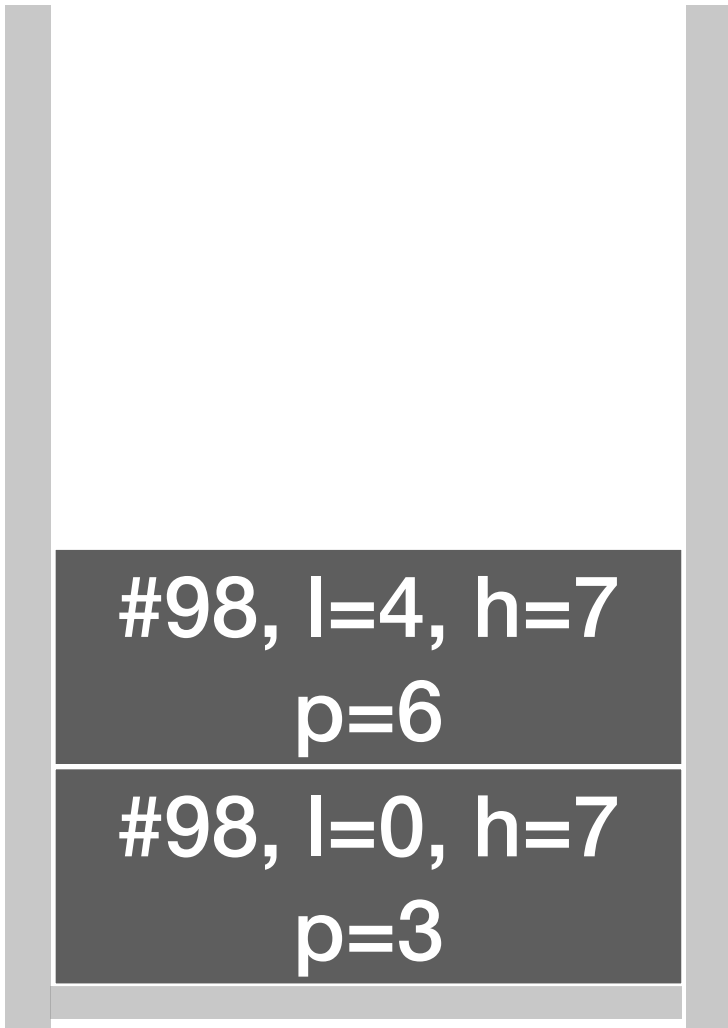 #98, l=4, h=7
p=6
#98, l=0, h=7
p=3